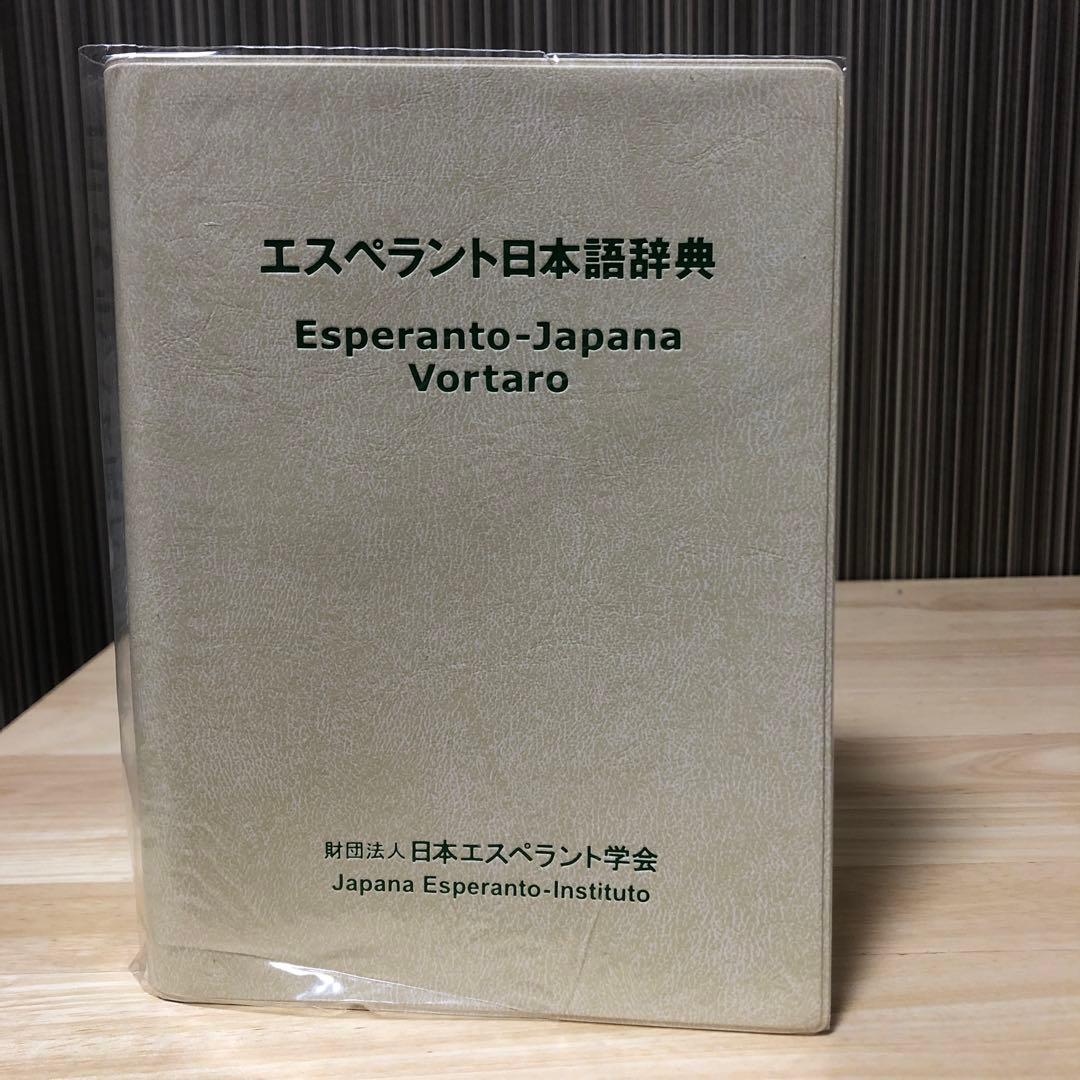 エスペラント日本語辞典
Esperanto-Japana
Vortaro
財団法人 日本エスペラント学会
Japana Esperanto-Instituto